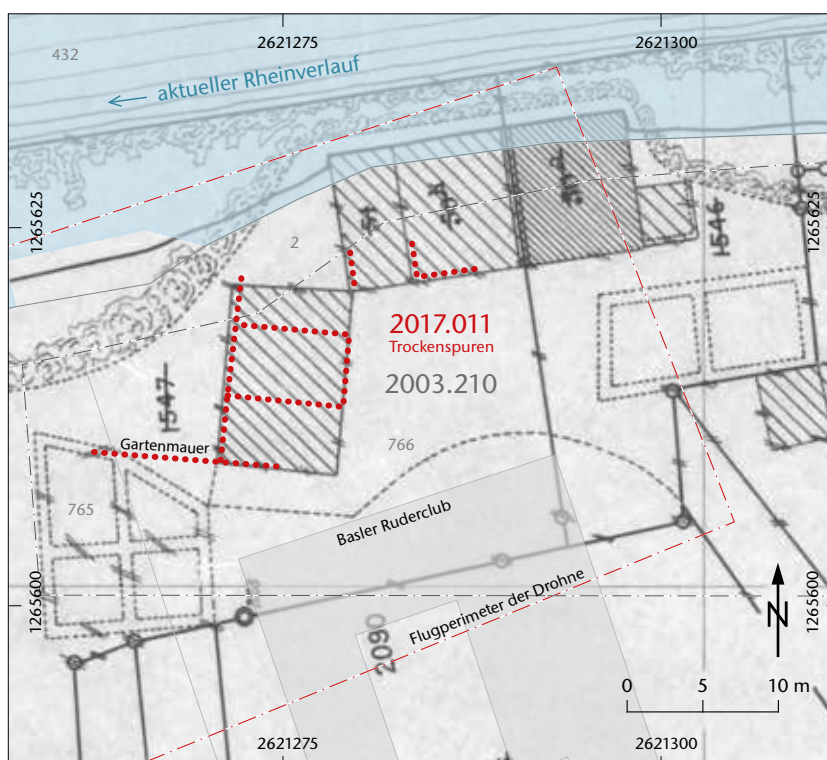 2621275
2621300
432
← aktueller Rheinverlauf
1265625
1265625
2
1546
2017.011
Trockenspuren
2003.210
1547
766
Gartenmauer
765
Basler Ruderclub
1265600
1265600
Flugperimeter der Drohne
2090
N
0 5 10 m
2621275
2621300